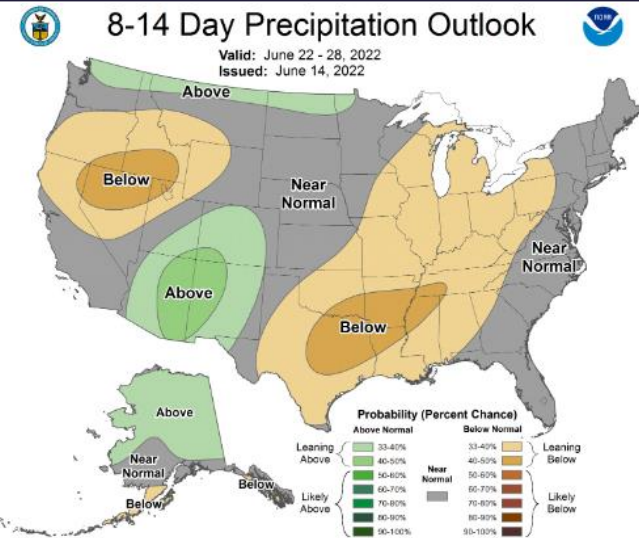 8-14 Day Precipitation Outlook
Valid: June 22 - 28, 2022
Issued: June 14, 2022
NOAA
Above
Below
Near
Normal
Above
Below
Near
Normal
Above
Near
Normal
Below
Below
Probability (Percent Chance)
Above Normal
Below Normal
Leaning
Above
33-40%
40-50%
Likely
Above
50-60%
60-70%
70-80%
80-90%
90-100%
Near
Normal
33-40%
40-50%
Leaning
Below
50-60%
60-70%
70-80%
80-90%
90-100%
Likely
Below